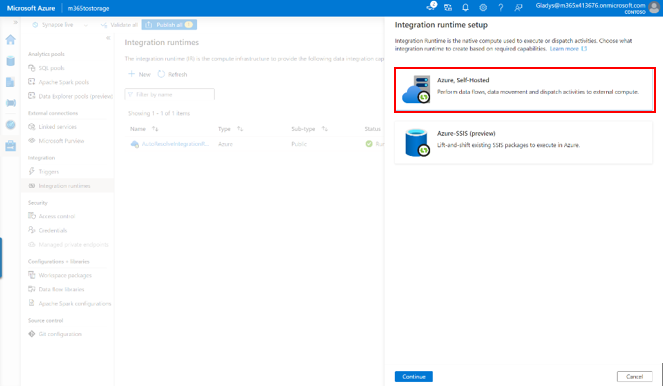 Microsoft Azure
m365tostorage
2
Gladys@m365x413676.onmicrosoft.com
CONTOSO
Synapse live
Validate all
Publish all
Analytics pools
SQL pools
Apache Spark pools
Data Explorer pools (preview)
External connections
Linked services
Microsoft Purview
Integration
Triggers
Integration runtimes
Security
Access control
Credentials
Managed private endpoints
Configurations + libraries
Workspace packages
Data flow libraries
Apache Spark configurations
Source control
Git configuration
Integration runtimes
The integration runtime (IR) is the compute infrastructure to provide the following data integration cap
New
Refresh
Filter by name
Showing 1 - 1 of 1 items
Name
Type
Sub-type
Status
AutoResolveIntegrationR...
Azure
Public
Run
Integration runtime setup
Integration Runtime is the native compute used to execute or dispatch activities. Choose what
integration runtime to create based on required capabilities. Learn more
Azure, Self-Hosted
Perform data flows, data movement and dispatch activities to external compute.
Azure-SSIS (preview)
Lift-and-shift existing SSIS packages to execute in Azure.
Continue
Cancel